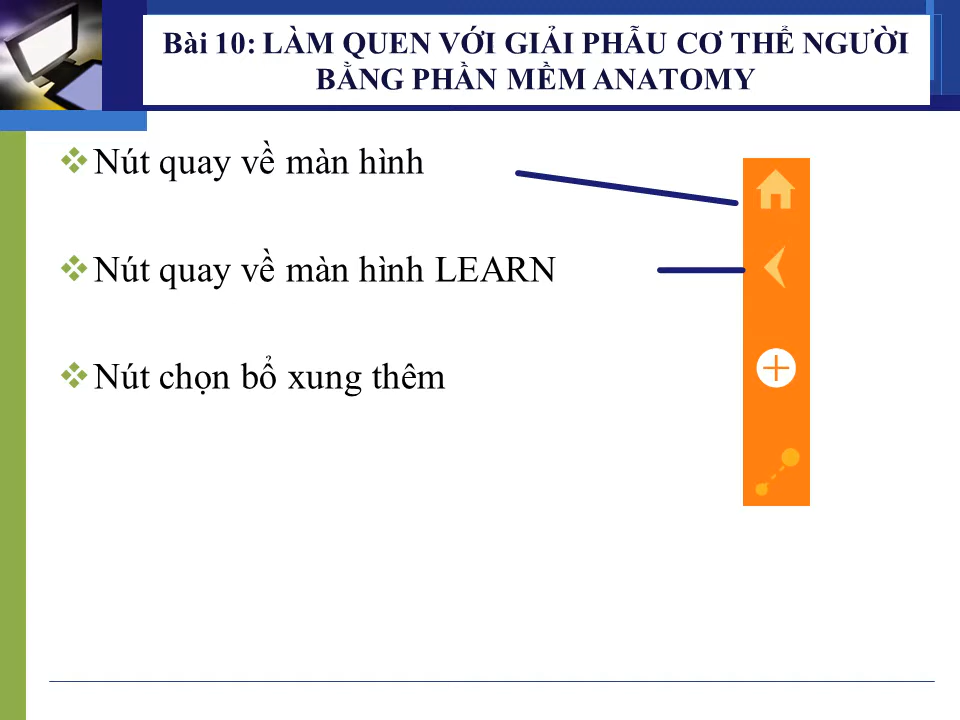 Bài 10: LÀM QUEN VỚI GIẢI PHẪU CƠ THỂ NGƯỜI
BẰNG PHẦN MỀM ANATOMY
Nút quay về màn hình
Nút quay về màn hình LEARN
Nút chọn bổ xung thêm